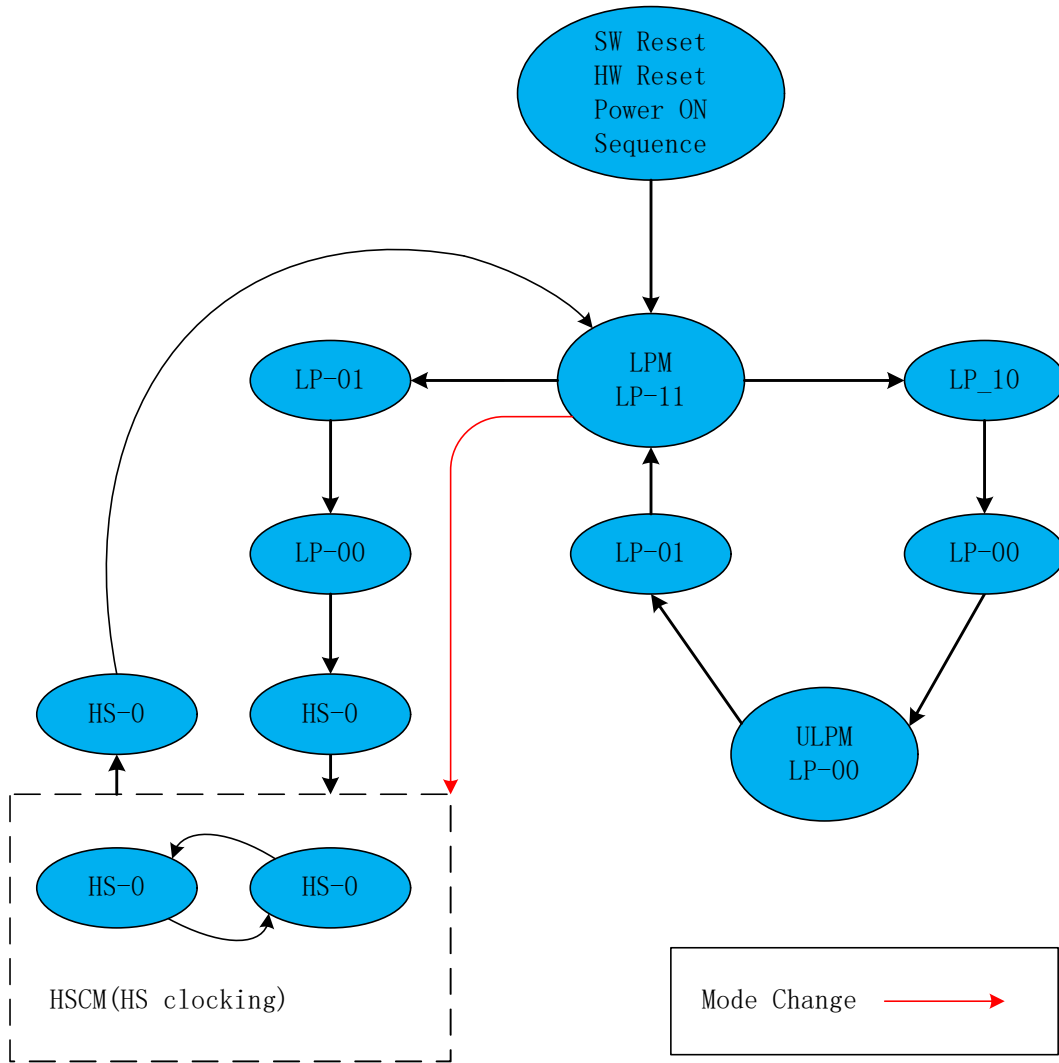 SW Reset
HW Reset
Power ON
Sequence
LP-01
LPM
LP-11
LP_10
LP-00
LP-01
LP-00
HS-0
HS-0
ULPM
LP-00
HS-0
HS-0
HSCM(HS clocking)
Mode Change